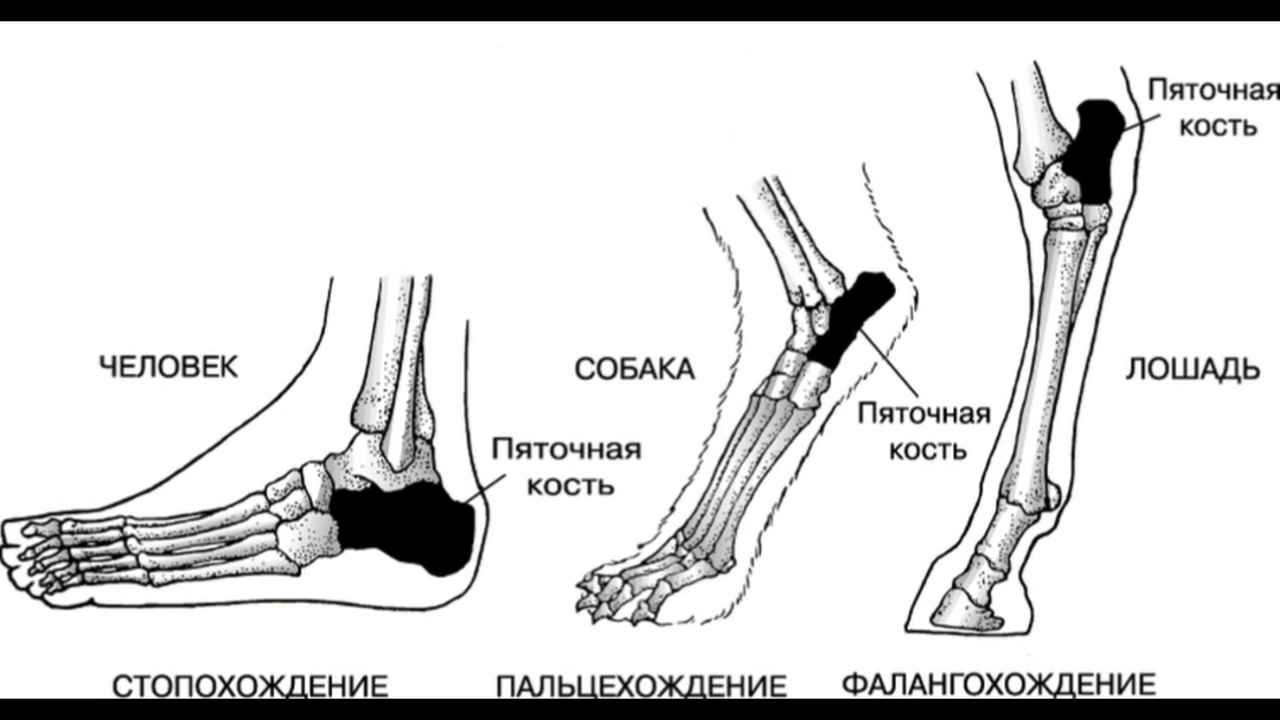 ЧЕЛОВЕК
Пяточная
кость
СТОПОХОЖДЕНИЕ
СОБАКА
Пяточная
кость
ПАЛЬЦЕХОЖДЕНИЕ
Пяточная
кость
ЛОШАДЬ
ФАЛАНГОХОЖДЕНИЕ